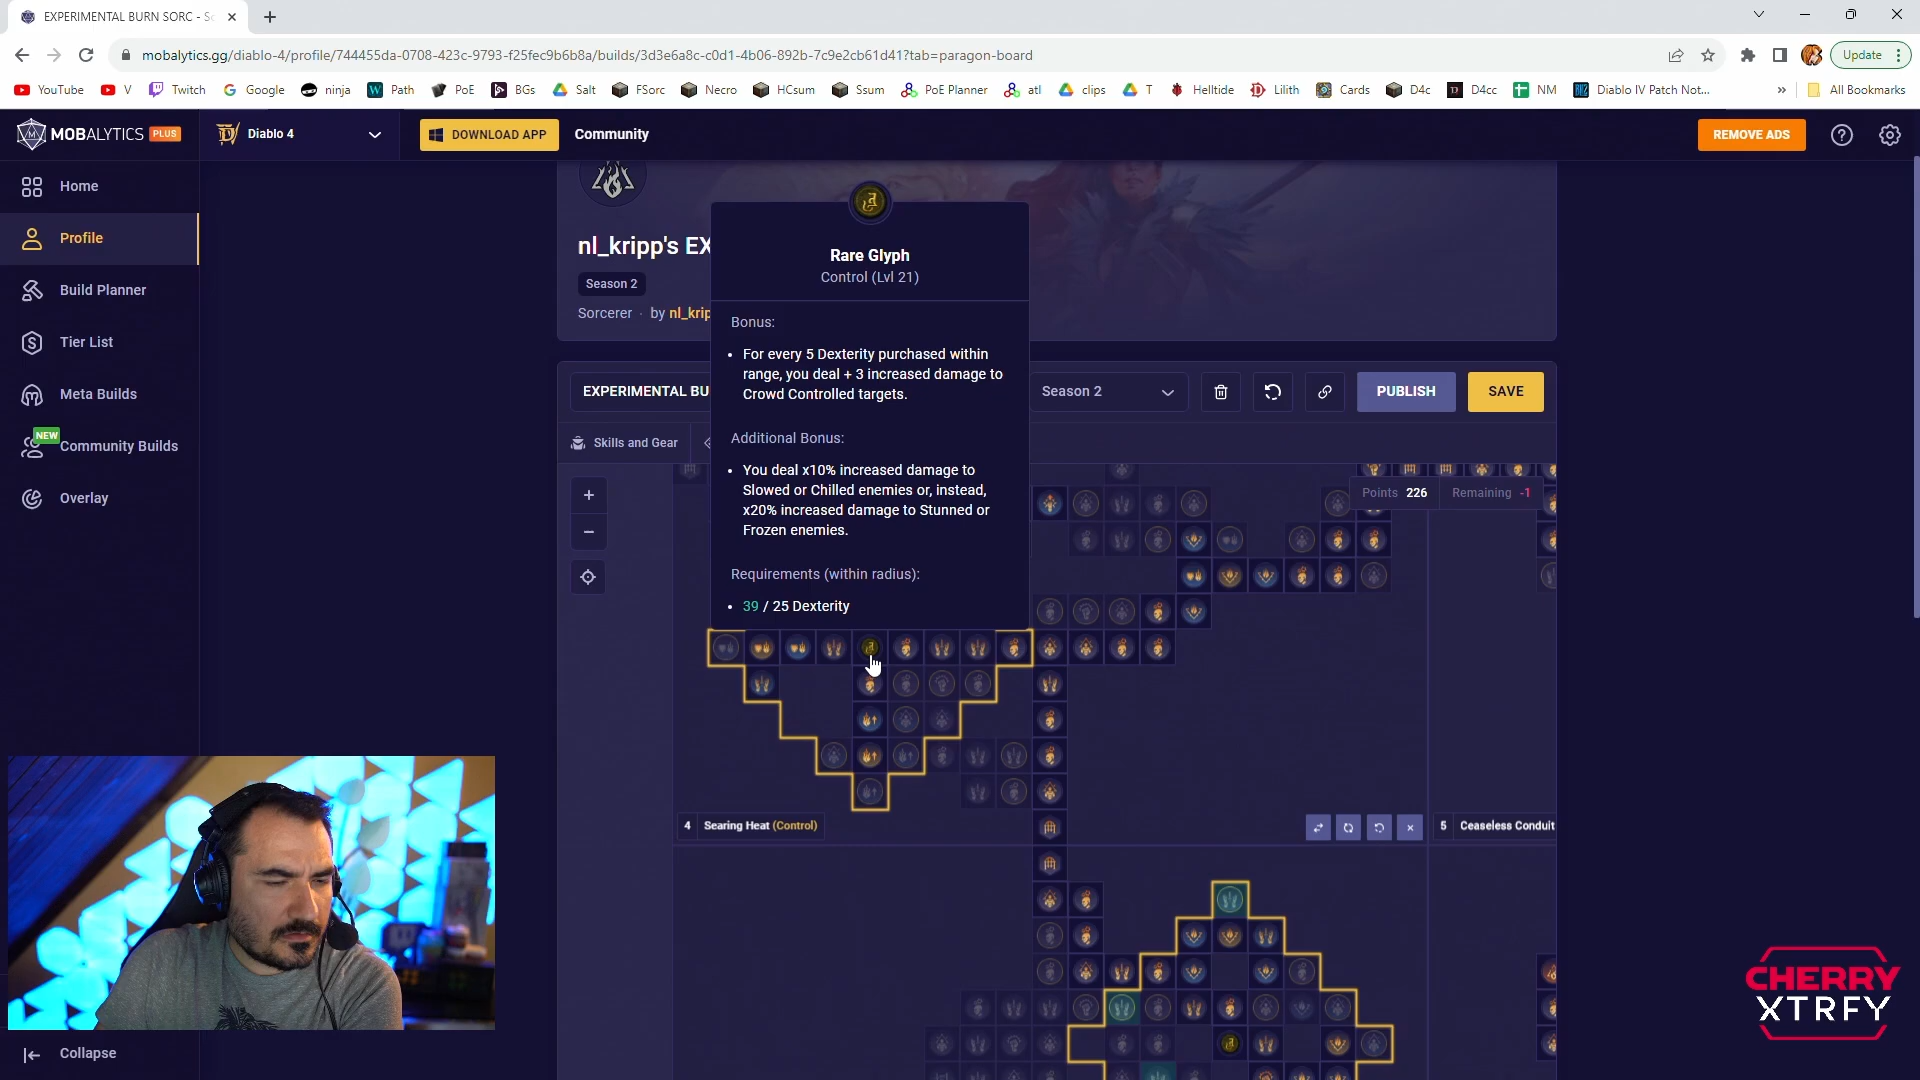 EXPERIMENTAL BURN SORC - Sc
mobalytics.gg/diablo-4/profile/744455da-0708-423c-9793-f25fec9b6b8a/builds/3d3e6a8c-c0d1-4b06-892b-7c9e2cb61d41?tab=paragon-board
Update
YouTube V Twitch Google ninja Path PoE BGs Salt FSorc Necro HCsum Ssum PoE Planner atl clips T Helltide Lilith Cards D4c D4cc NM Diablo IV Patch Not... » All Bookmarks
MOBALYTICS PLUS
Diablo 4
DOWNLOAD APP
Community
REMOVE ADS
Home
Profile
Build Planner
Tier List
Meta Builds
NEW
Community Builds
Overlay
Collapse
nl_kripp's EX
Season 2
Sorcerer · by nl_krip
Rare Glyph
Control (Lvl 21)
Bonus:
• For every 5 Dexterity purchased within
range, you deal + 3 increased damage to
Crowd Controlled targets.
Additional Bonus:
• You deal x10% increased damage to
Slowed or Chilled enemies or, instead,
x20% increased damage to Stunned or
Frozen enemies.
Requirements (within radius):
• 39 / 25 Dexterity
EXPERIMENTAL BU
Season 2
PUBLISH
SAVE
Skills and Gear
Points 226 Remaining -1
4 Searing Heat (Control)
5 Ceaseless Conduit
CHERRY
XTRFY